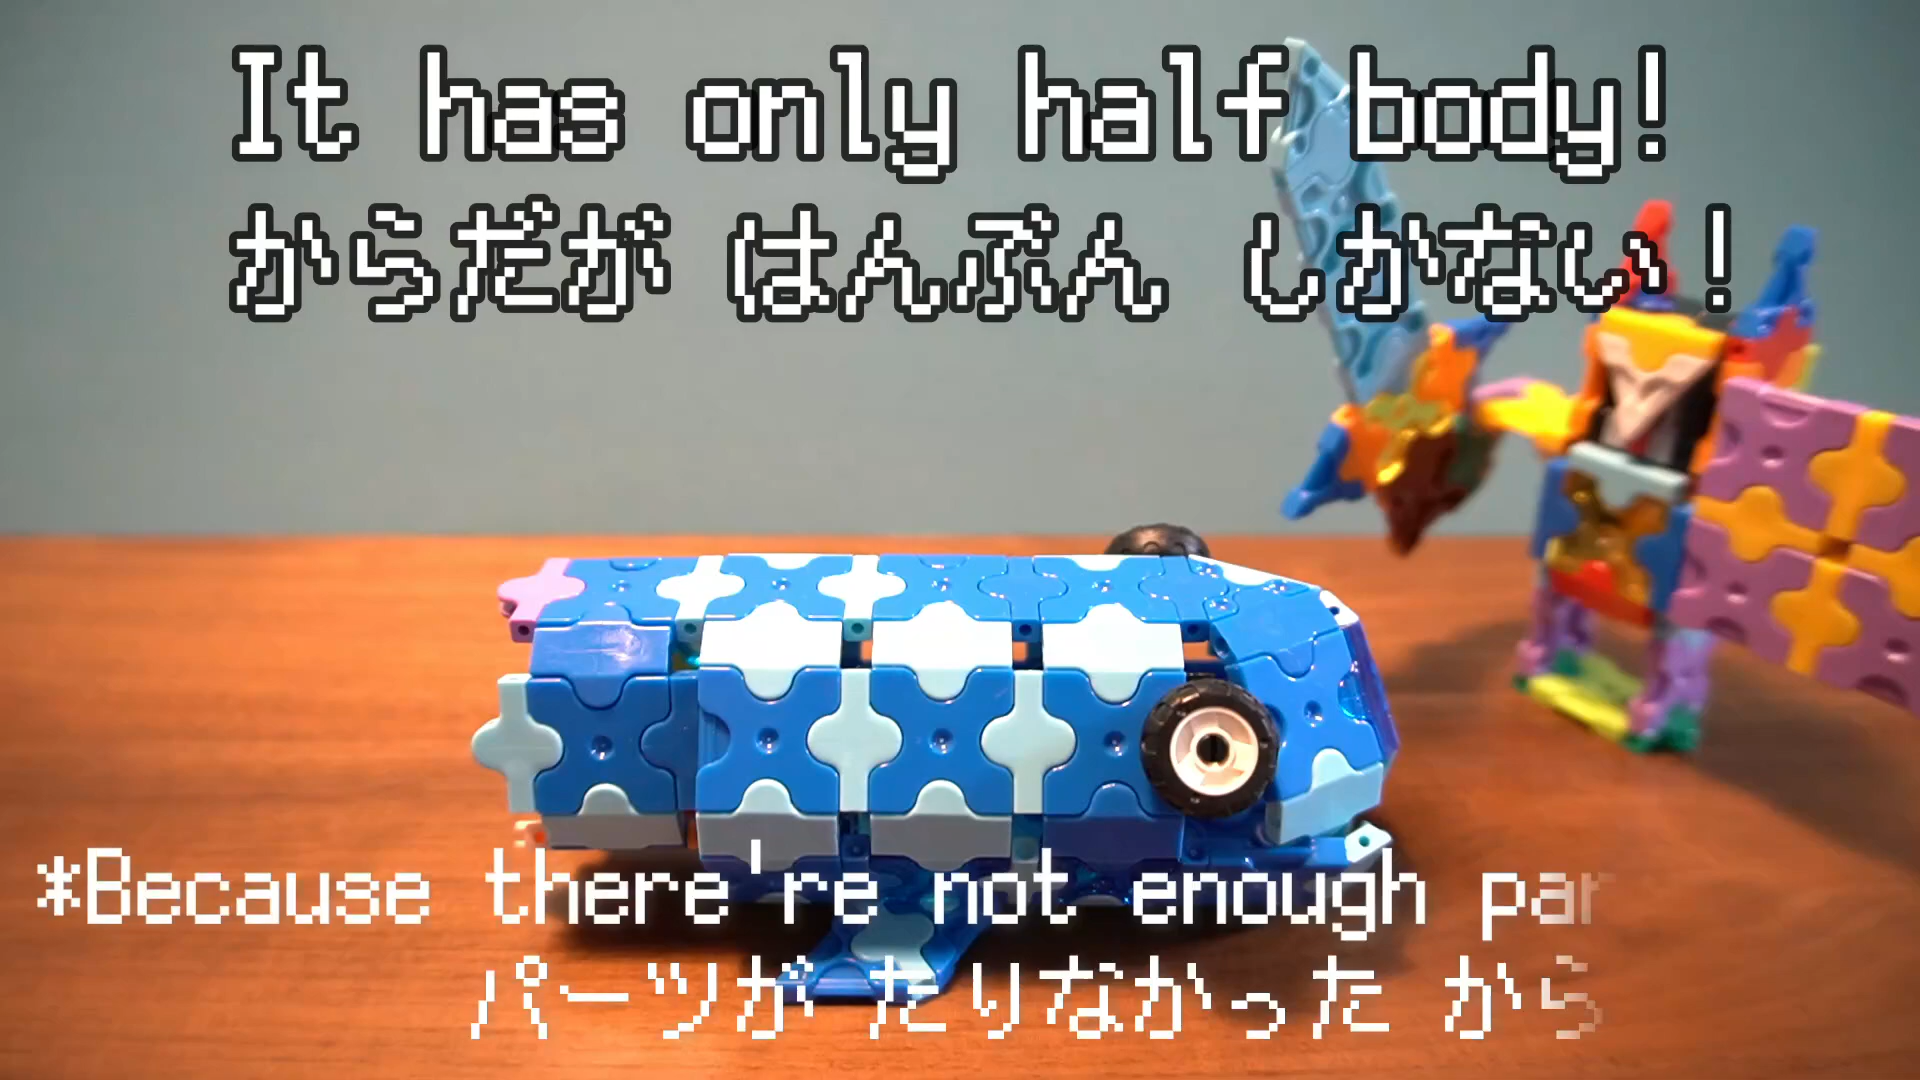 It has only half body!
からだが はんぶん しかない!
*Because there're not enough par
パーツが たりなかった から